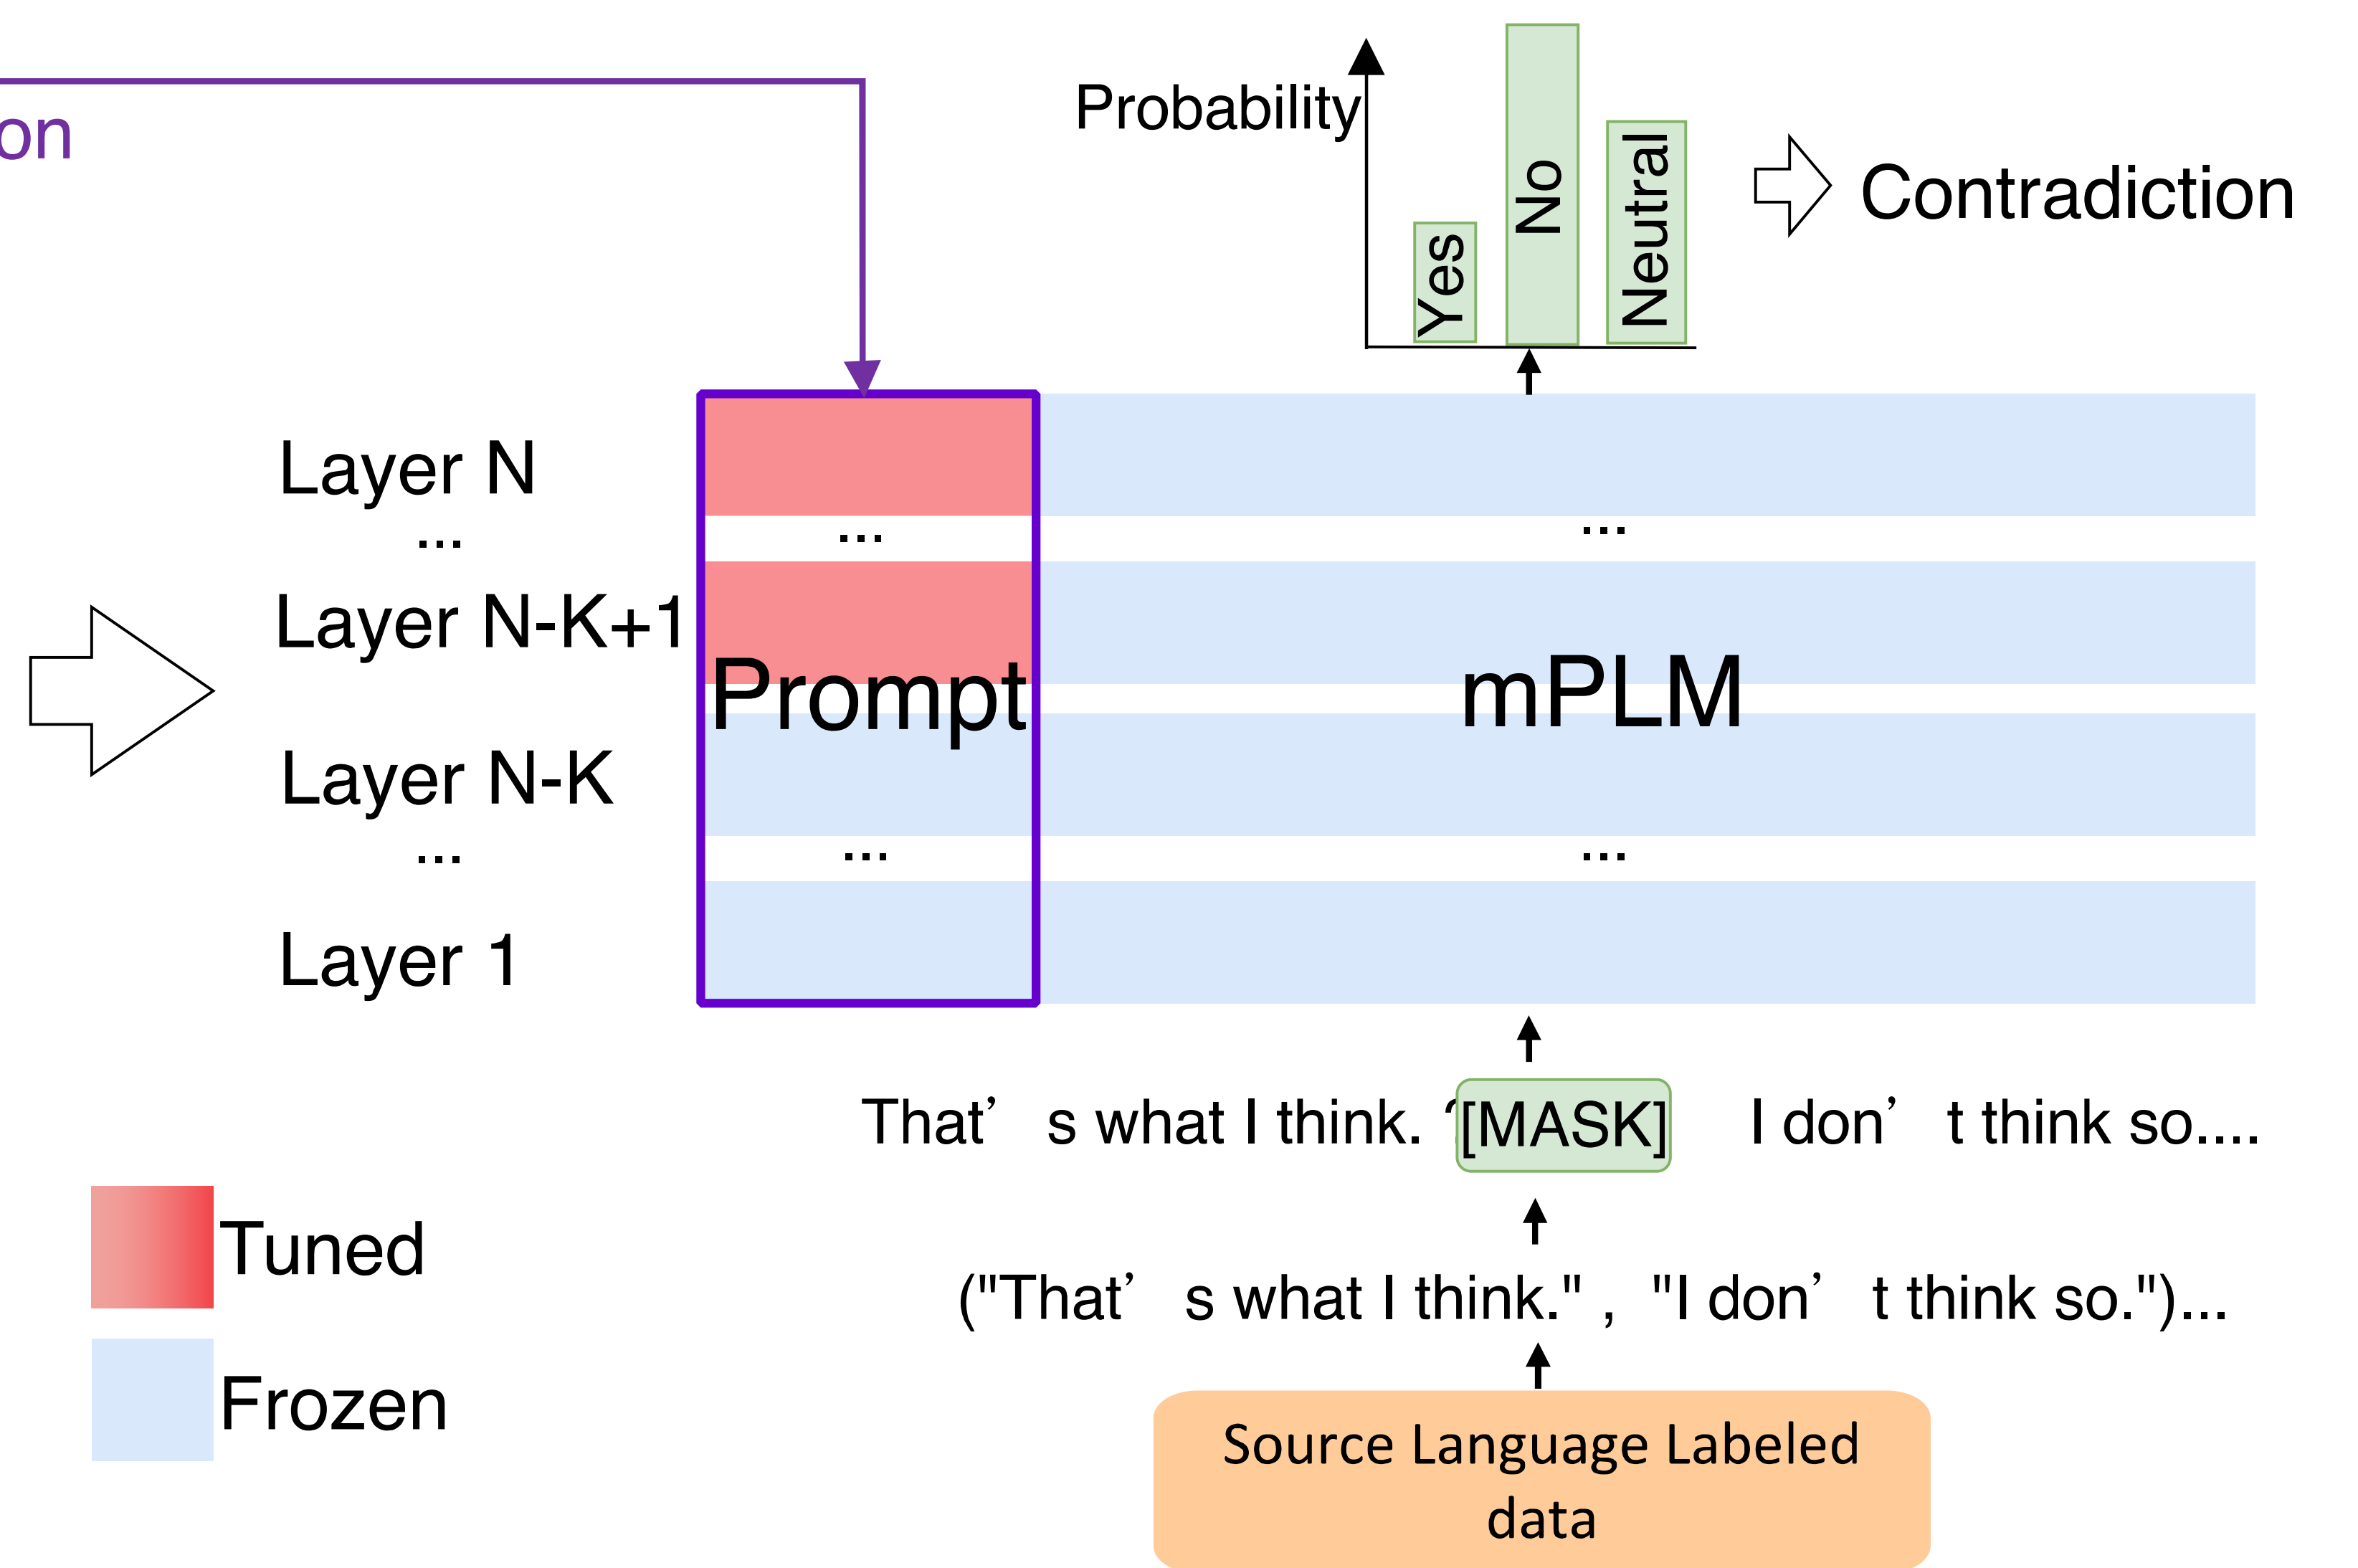 on
Probability
Yes
No
Neutral
Contradiction
Layer N
...
...
...
Layer N-K+1
Prompt
mPLM
Layer N-K
...
...
...
Layer 1
That’ s what I think. ? [MASK] I don’ t think so....
Tuned
("That’ s what I think." , "I don’ t think so.")...
Frozen
Source Language Labeled
data